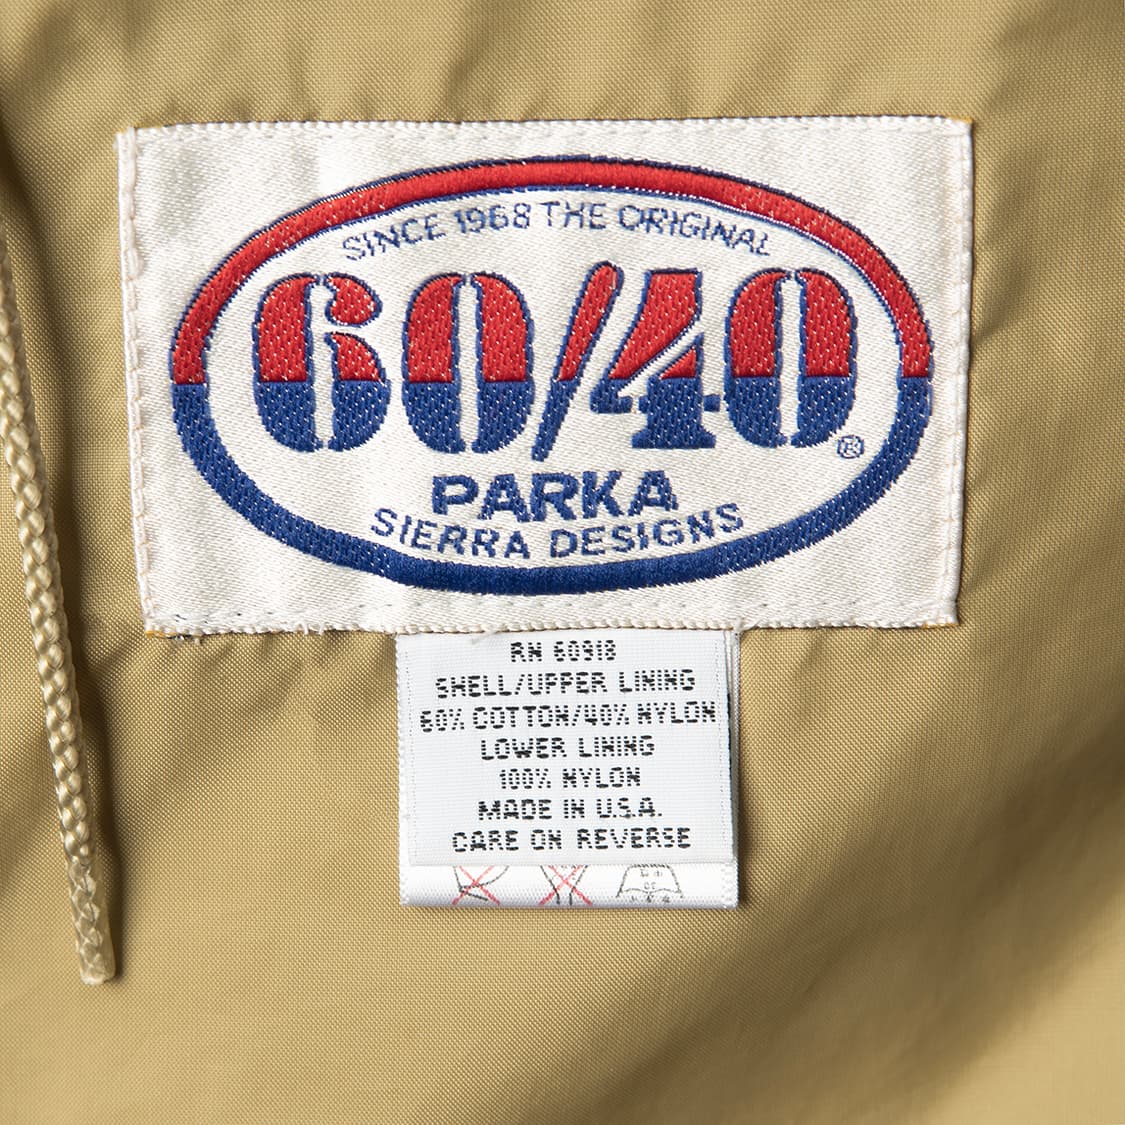 SINCE 1968 THE ORIGINAL
60/40®
PARKA
SIERRA DESIGNS
RN 60918
SHELL/UPPER LINING
60% COTTON/40% NYLON
LOWER LINING
100% NYLON
MADE IN U.S.A.
CARE ON REVERSE